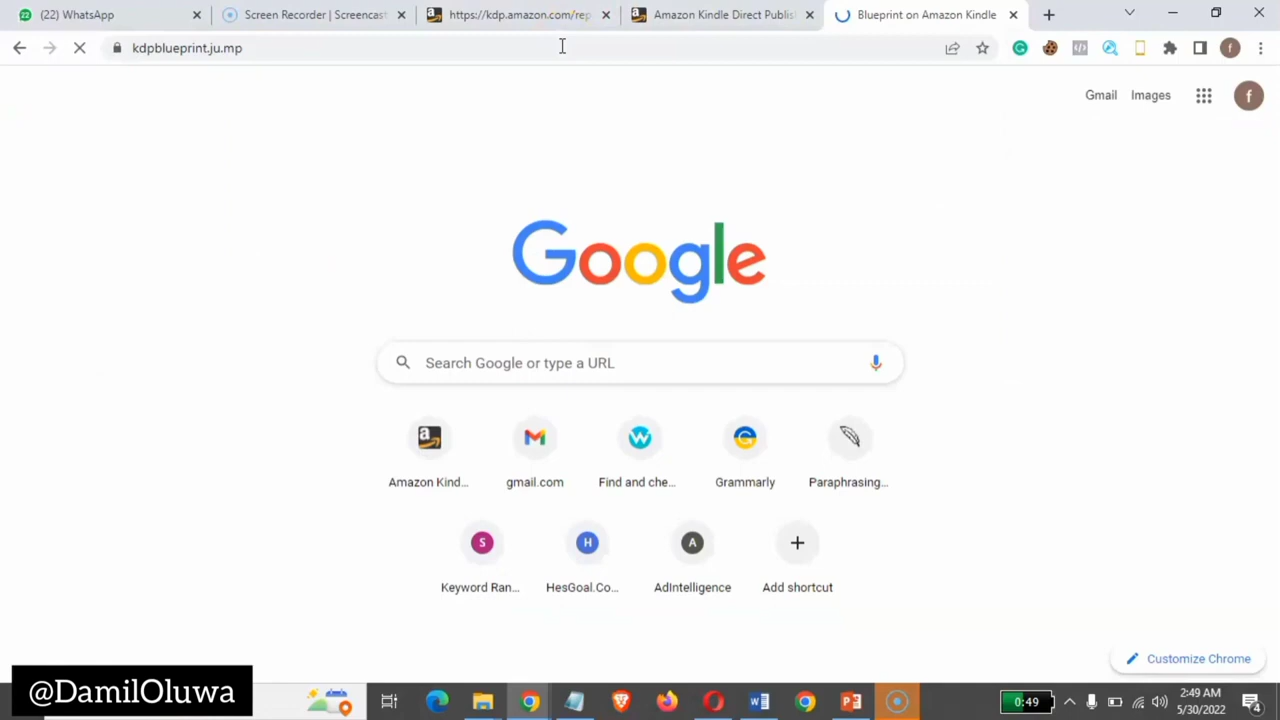 22
(22) WhatsApp
Screen Recorder | Screencast
https://kdp.amazon.com/rep
Amazon Kindle Direct Publis
Blueprint on Amazon Kindle
kdpblueprint.ju.mp
f
Gmail
Images
f
Google
Search Google or type a URL
Amazon Kind...
gmail.com
Find and che...
Grammarly
Paraphrasing...
S
H
A
Keyword Ran...
HesGoal.Co...
AdIntelligence
Add shortcut
Customize Chrome
@DamilOluwa
0:49
2:49 AM
5/30/2022
4